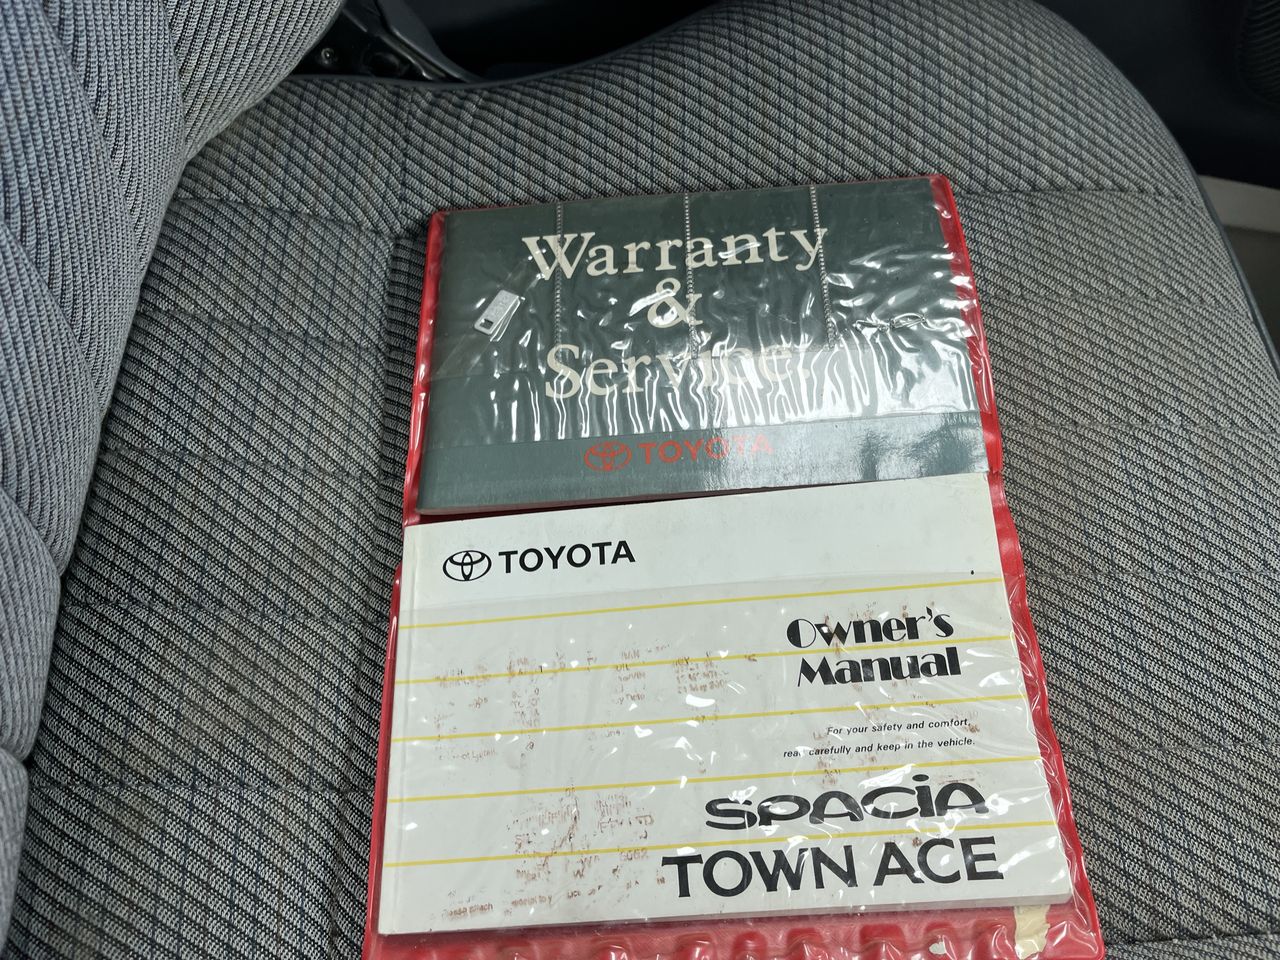 Warranty
&
Service
TOYOTA
TOYOTA
Owner's
Manual
For your safety and comfort,
read carefully and keep in the vehicle.
SPACIA
TOWN ACE